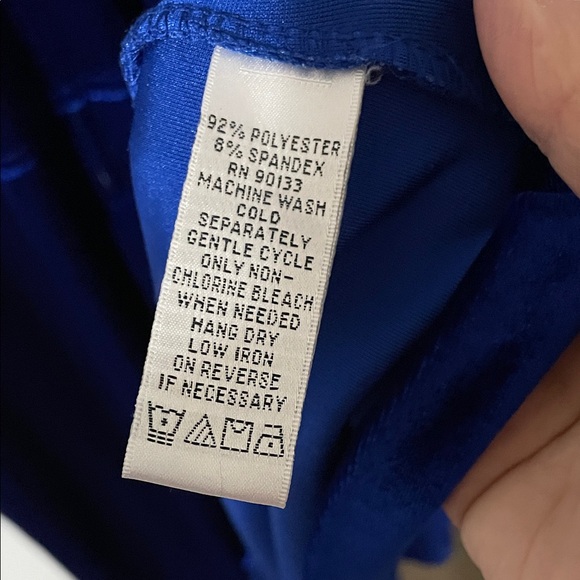 92% POLYESTER
8% SPANDEX
RN 90133
MACHINE WASH
COLD
SEPARATELY
GENTLE CYCLE
ONLY NON-
CHLORINE BLEACH
WHEN NEEDED
HANG DRY
LOW IRON
ON REVERSE
IF NECESSARY